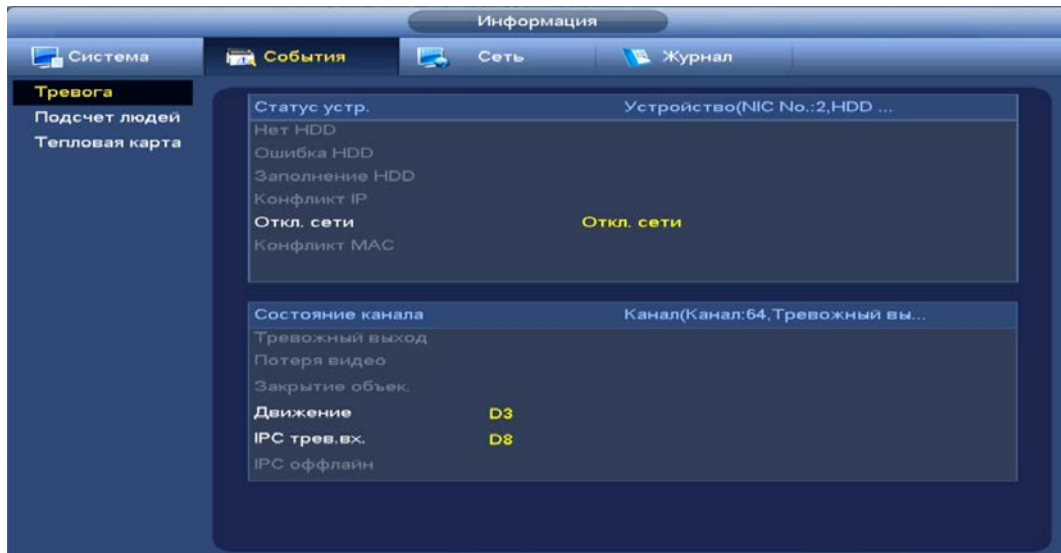 Информация
Система
События
Сеть
Журнал
Тревога
Подсчет людей
Тепловая карта
Статус устр. Устройство(NIC No.:2,HDD ...
Нет HDD
Ошибка HDD
Заполнение HDD
Конфликт IP
Откл. сети Откл. сети
Конфликт MAC
Состояние канала Канал(Канал:64,Тревожный вы...
Тревожный выход
Потеря видео
Закрытие объек.
Движение D3
IPC трев.вх. D8
IPC оффлайн